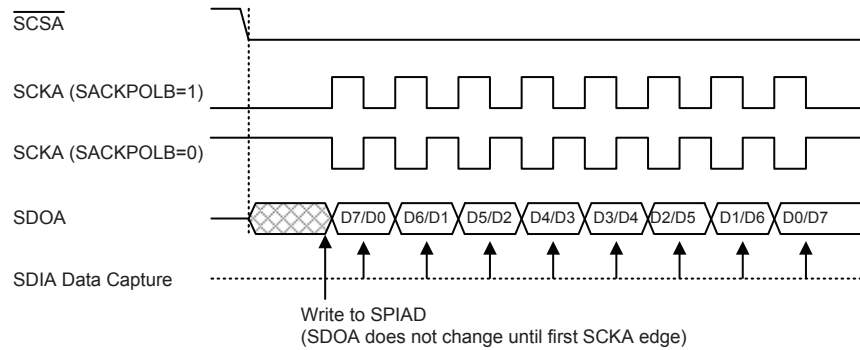 SCSA
SCKA (SACKPOLB=1)
SCKA (SACKPOLB=0)
SDOA
D7/D0 D6/D1 D5/D2 D4/D3 D3/D4 D2/D5 D1/D6 D0/D7
SDIA Data Capture
Write to SPIAD
(SDOA does not change until first SCKA edge)